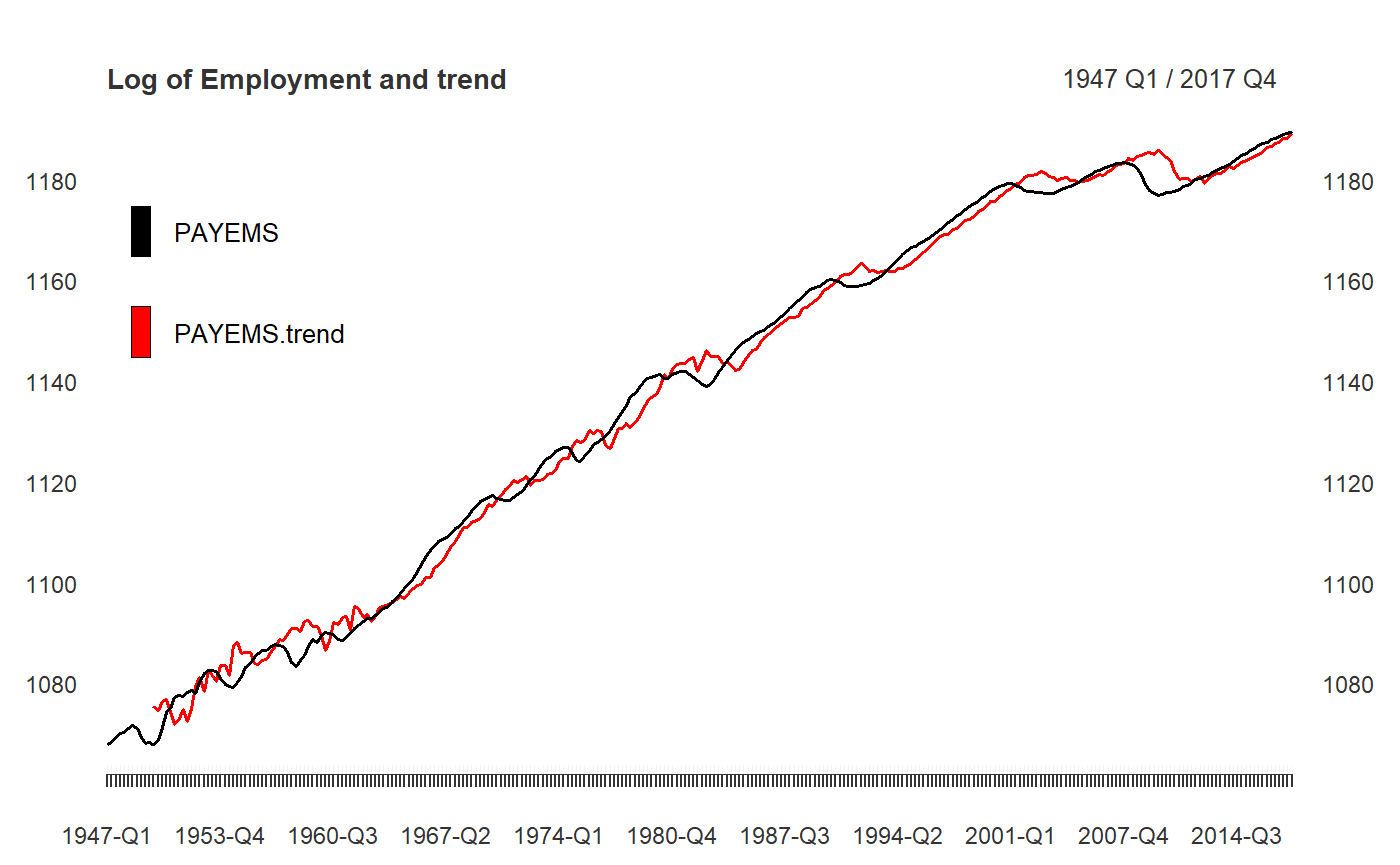 Log of Employment and trend 1947 Q1 / 2017 Q4
1180 1180
PAYEMS
1160 1160
PAYEMS.trend
1140 1140
1120 1120
1100 1100
1080 1080
1947-Q1 1953-Q4 1960-Q3 1967-Q2 1974-Q1 1980-Q4 1987-Q3 1994-Q2 2001-Q1 2007-Q4 2014-Q3